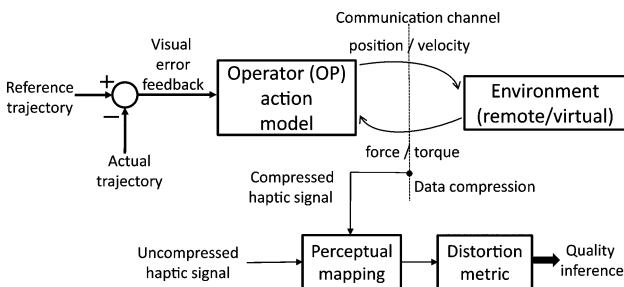 Communication channel
position / velocity
Visual
error
feedback
Operator (OP)
action
model
Environment
(remote/virtual)
Reference
trajectory
+
−
Actual
trajectory
force / torque
Compressed
haptic signal
Data compression
Uncompressed
haptic signal
Perceptual
mapping
Distortion
metric
Quality
inference